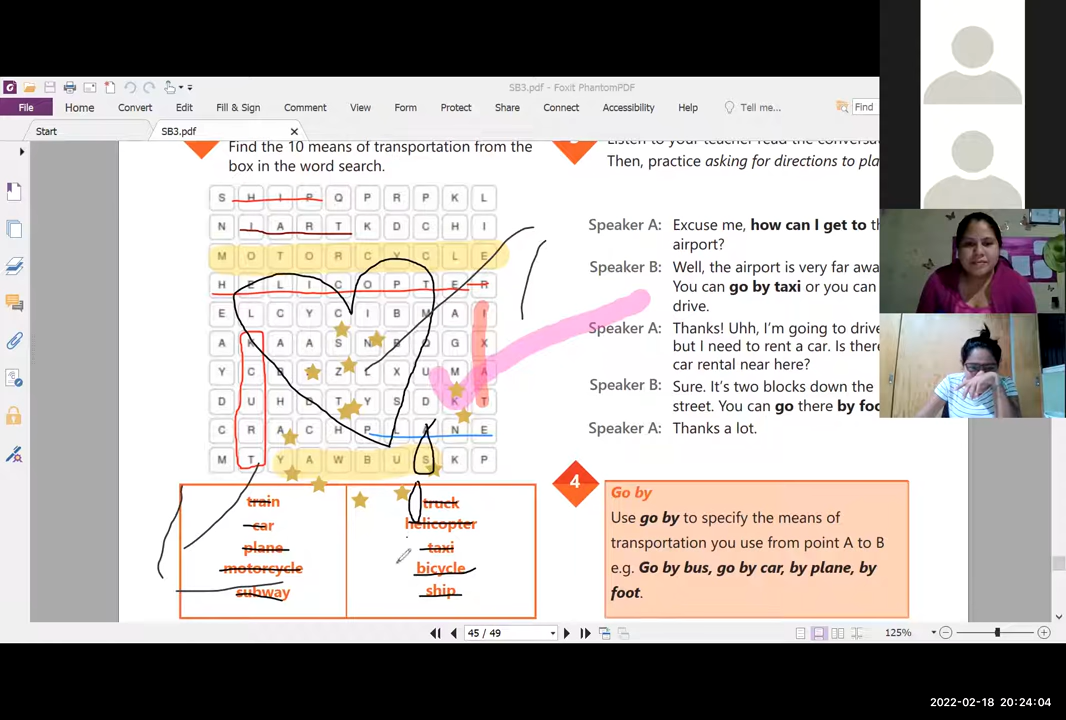 SB3.pdf - Foxit PhantomPDF
File Home Convert Edit Fill & Sign Comment View Form Protect Share Connect Accessibility Help Tell me... Find
Start SB3.pdf
Find the 10 means of transportation from the
box in the word search.
S H I P Q P R P K L
N I A R T K D C H I
M O T O R C Y C L E
H E L I C O P T E R
E L C Y C I B M A I
A K A A S N B O G X
Y C B Z L X U M A
D U H B T Y S D K T
C R A C H P L A N E
M T Y A W B U S K P
train
car
plane
motorcycle
subway
truck
helicopter
taxi
bicycle
ship
Listen to your teacher read the conversa
Then, practice asking for directions to pla
Speaker A: Excuse me, how can I get to th
airport?
Speaker B: Well, the airport is very far awa
You can go by taxi or you can
drive.
Speaker A: Thanks! Uhh, I'm going to drive
but I need to rent a car. Is there
car rental near here?
Speaker B: Sure. It's two blocks down the
street. You can go there by foo
Speaker A: Thanks a lot.
4
Go by
Use go by to specify the means of
transportation you use from point A to B
e.g. Go by bus, go by car, by plane, by
foot.
45 / 49
125%
2022-02-18 20:24:04